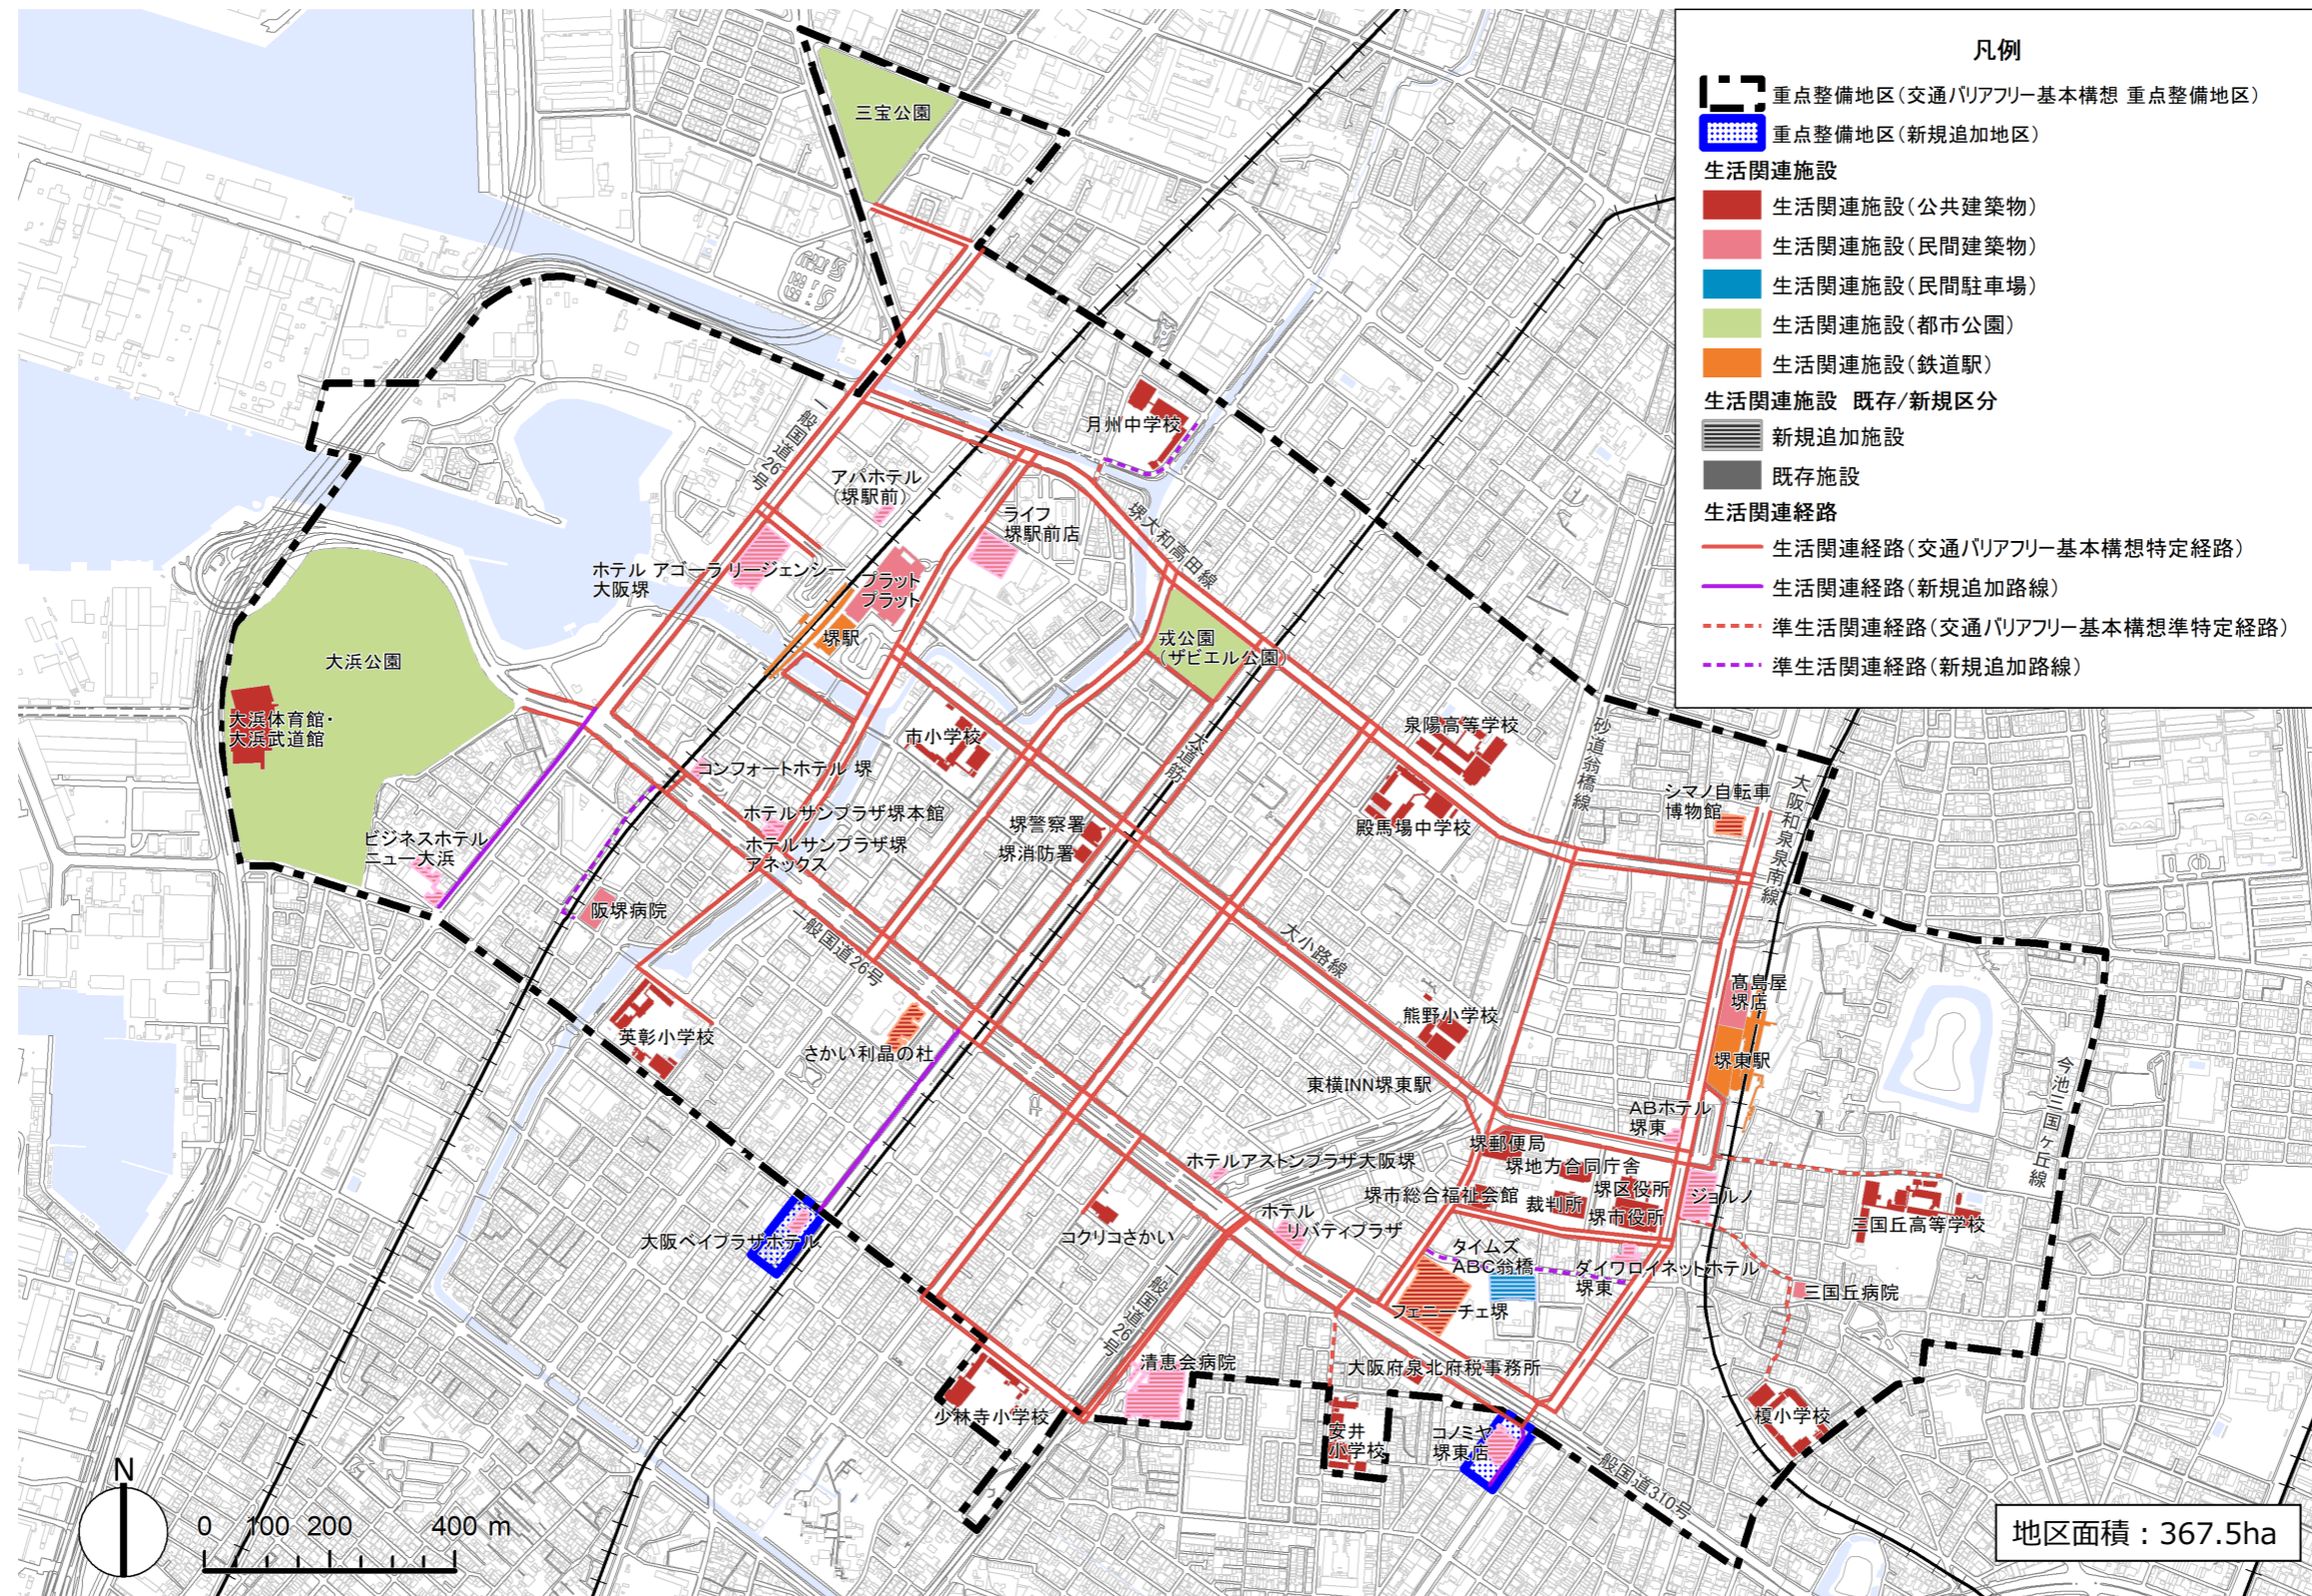 凡例
重点整備地区(交通バリアフリー基本構想 重点整備地区)
重点整備地区(新規追加地区)
生活関連施設
生活関連施設(公共建築物)
生活関連施設(民間建築物)
生活関連施設(民間駐車場)
生活関連施設(都市公園)
生活関連施設(鉄道駅)
生活関連施設 既存/新規区分
新規追加施設
既存施設
生活関連経路
生活関連経路(交通バリアフリー基本構想特定経路)
生活関連経路(新規追加路線)
準生活関連経路(交通バリアフリー基本構想準特定経路)
準生活関連経路(新規追加路線)
三宝公園
月州中学校
一般国道26号
アパホテル
(堺駅前)
ライフ
堺駅前店
堺大和高田線
ホテル アゴーラ リージェンシー
大阪堺
プラット
プラット
堺駅
戎公園
(ザビエル公園)
大浜公園
大浜体育館・
大浜武道館
市小学校
大道筋
泉陽高等学校
砂道翁橋線
シマノ自転車
博物館
大阪和泉泉南線
コンフォートホテル 堺
ホテルサンプラザ堺本館
ホテルサンプラザ堺
アネックス
堺警察署
堺消防署
殿馬場中学校
ビジネスホテル
ニュー大浜
阪堺病院
一般国道26号
大小路線
髙島屋
堺店
英彰小学校
さかい利晶の杜
熊野小学校
堺東駅
今池三国ヶ丘線
東横INN堺東駅
ABホテル
堺東
堺郵便局
ホテルアストンプラザ大阪堺
堺地方合同庁舎
堺市総合福祉会館
裁判所
堺区役所
堺市役所
ジョルノ
三国丘高等学校
大阪ベイプラザホテル
コクリコさかい
ホテル
リバティプラザ
タイムズ
ABC翁橋
ダイワロイネットホテル
堺東
三国丘病院
一般国道26号
フェニーチェ堺
清恵会病院
大阪府泉北府税事務所
少林寺小学校
安井
小学校
コノミヤ
堺東店
榎小学校
一般国道310号
N
0 100 200 400 m
地区面積:367.5ha